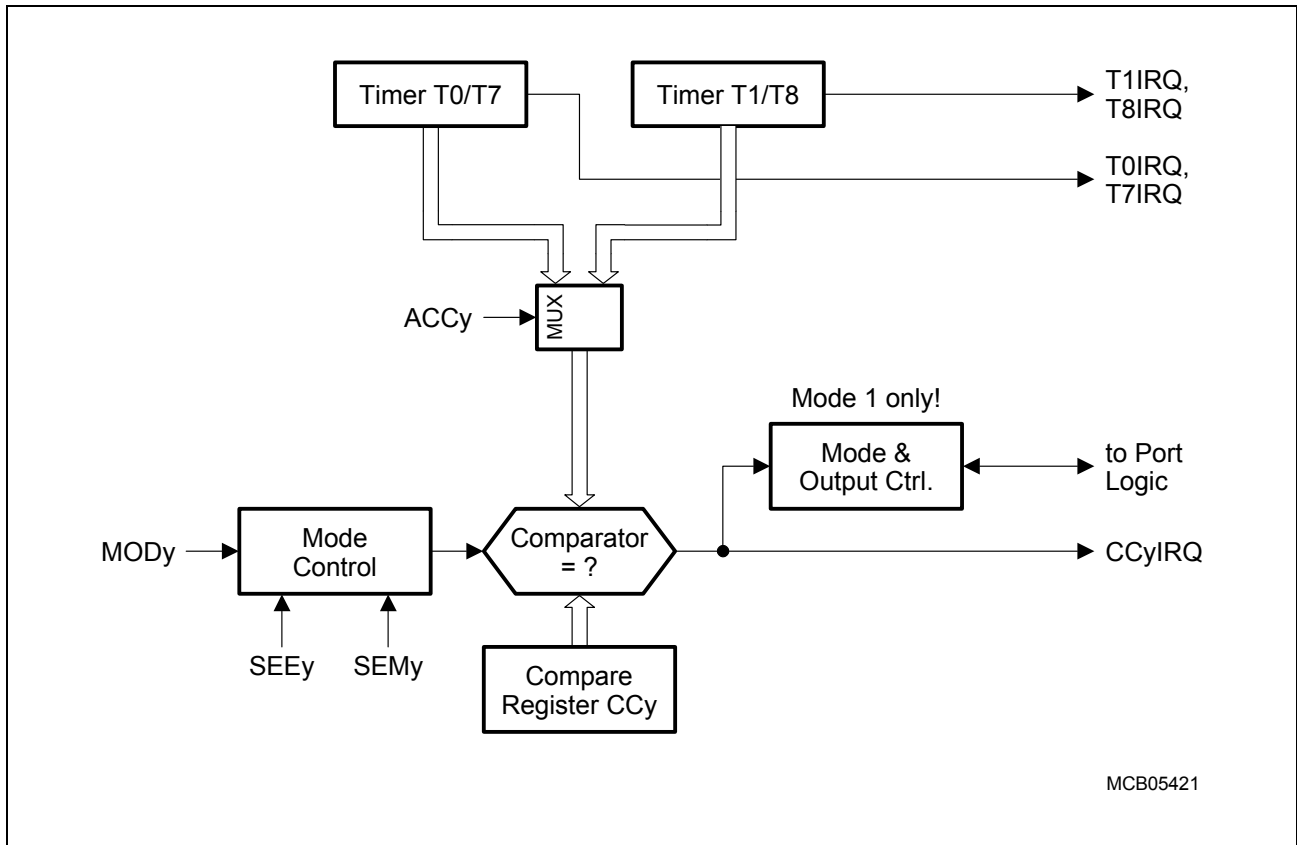 Timer T0/T7
Timer T1/T8
T1IRQ,
T8IRQ
T0IRQ,
T7IRQ
ACCy
MUX
Mode 1 only!
Mode &
Output Ctrl.
to Port
Logic
MODy
Mode
Control
Comparator
= ?
CCyIRQ
SEEy
SEMy
Compare
Register CCy
MCB05421